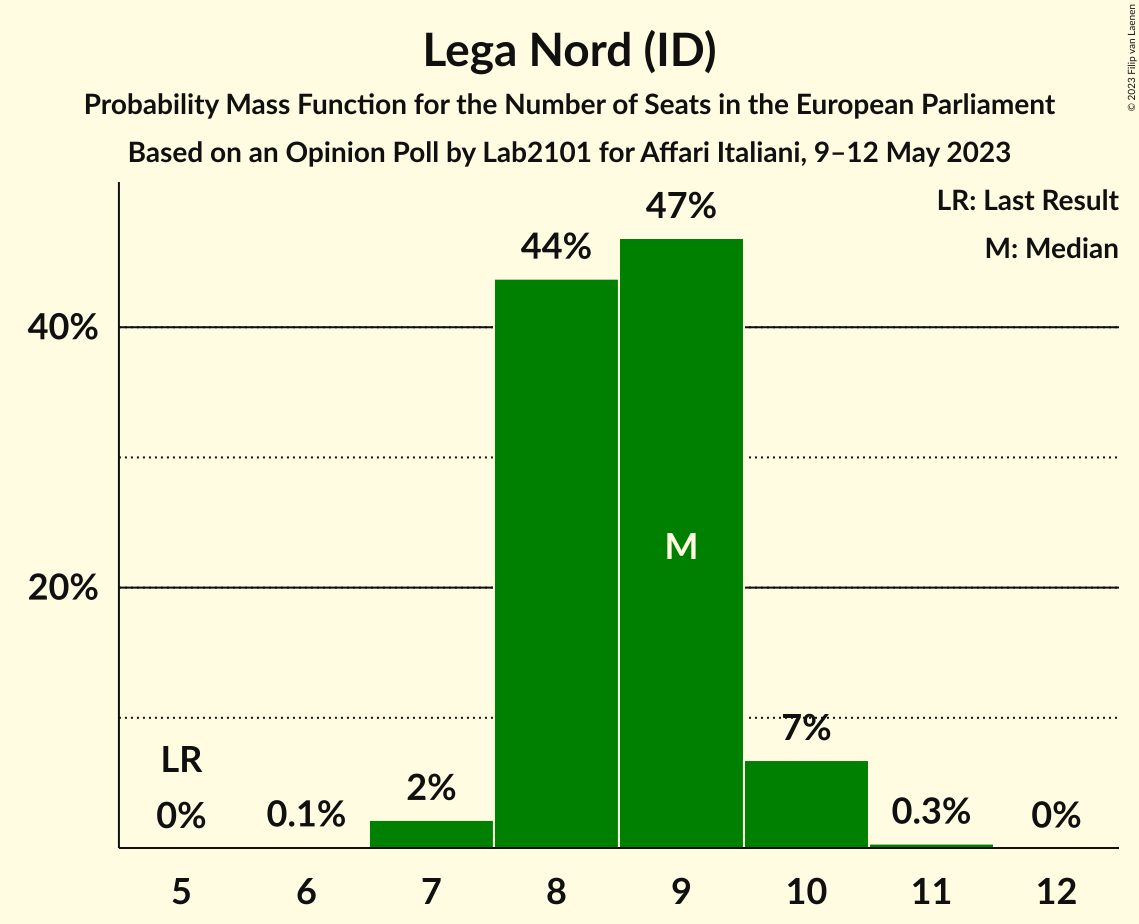 Lega Nord (ID)
Probability Mass Function for the Number of Seats in the European Parliament
Based on an Opinion Poll by Lab2101 for Affari Italiani, 9–12 May 2023
© 2023 Filip van Laenen
LR: Last Result
M: Median
47%
44%
40%
M
20%
7%
LR
2%
0%
0.1%
0.3%
0%
5 6 7 8 9 10 11 12